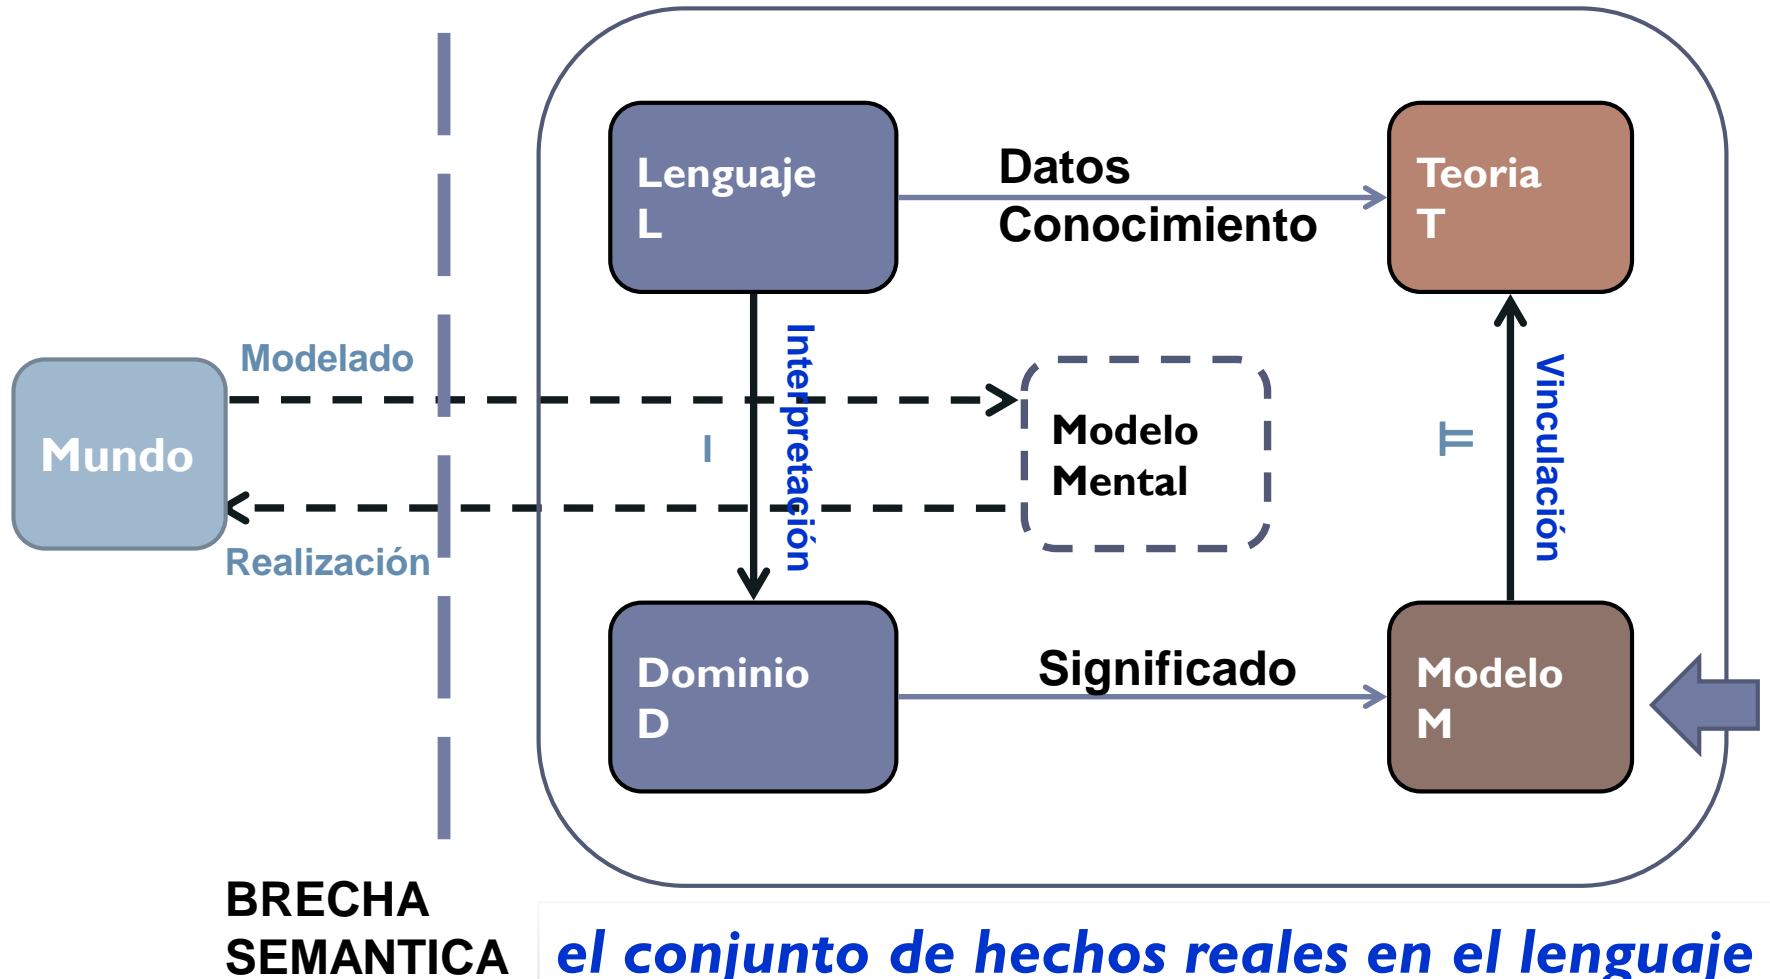 Lenguaje
L
Datos
Conocimiento
Teoria
T
Modelado
Mundo
Realización
I
Interpretación
Modelo
Mental
⊨
Vinculación
Dominio
D
Significado
Modelo
M
BRECHA
SEMANTICA
el conjunto de hechos reales en el lenguaje